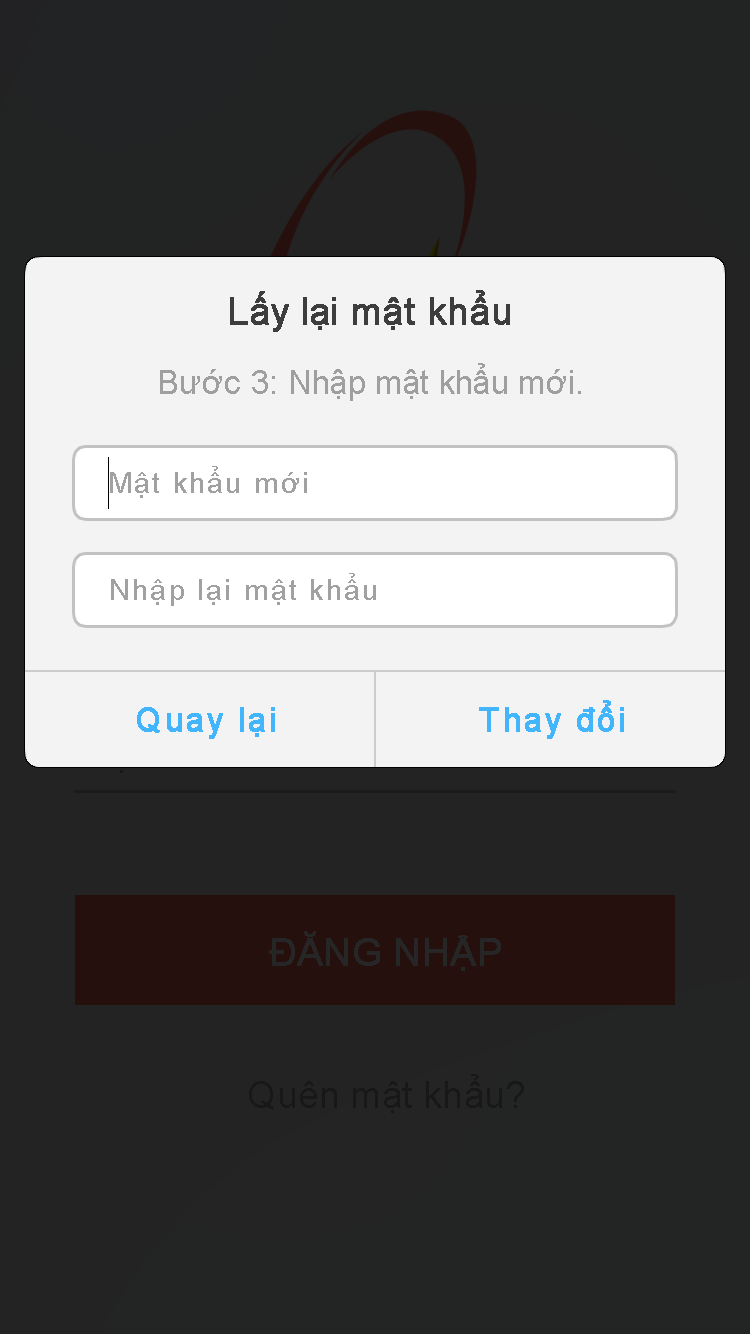 Lấy lại mật khẩu
Bước 3: Nhập mật khẩu mới.
Mật khẩu mới
Nhập lại mật khẩu
Quay lại
Thay đổi
ĐĂNG NHẬP
Quên mật khẩu?